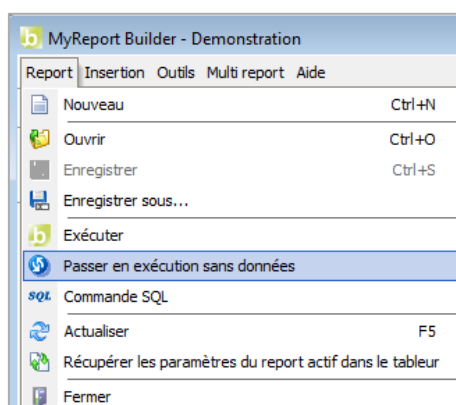 b MyReport Builder - Demonstration
Report Insertion Outils Multi report Aide
Nouveau Ctrl+N
Ouvrir Ctrl+O
Enregistrer Ctrl+S
Enregistrer sous...
b Exécuter
Passer en exécution sans données
SQL Commande SQL
Actualiser F5
Récupérer les paramètres du report actif dans le tableur
Fermer